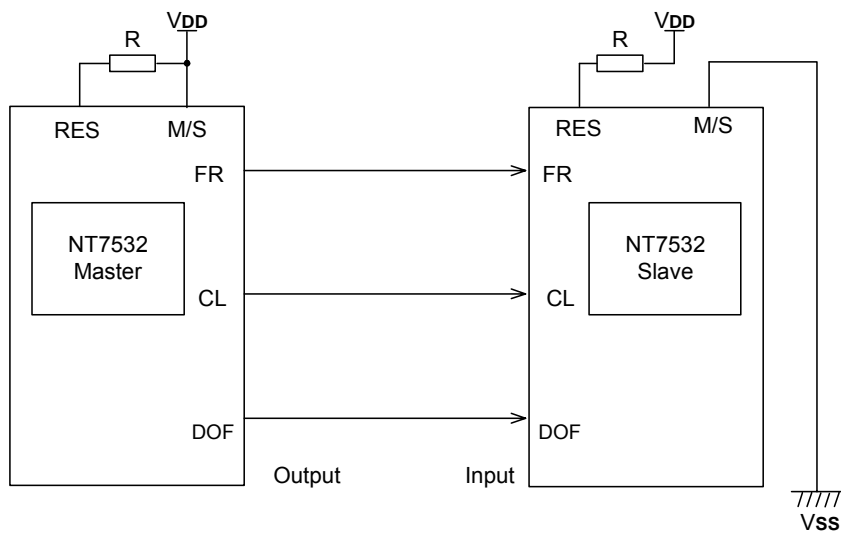 VDD
R
RES M/S
FR
NT7532
Master
CL
DOF
Output
VDD
R
RES M/S
FR
NT7532
Slave
CL
DOF
Input
VSS